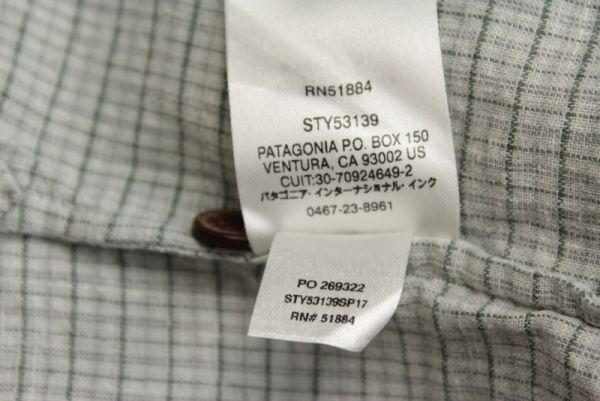 RN51884
STY53139
PATAGONIA P.O. BOX 150
VENTURA, CA 93002 US
CUIT:30-70924649-2
パタゴニア・インターナショナル・インク
0467-23-8961
PO 269322
STY53139SP17
RN# 51884